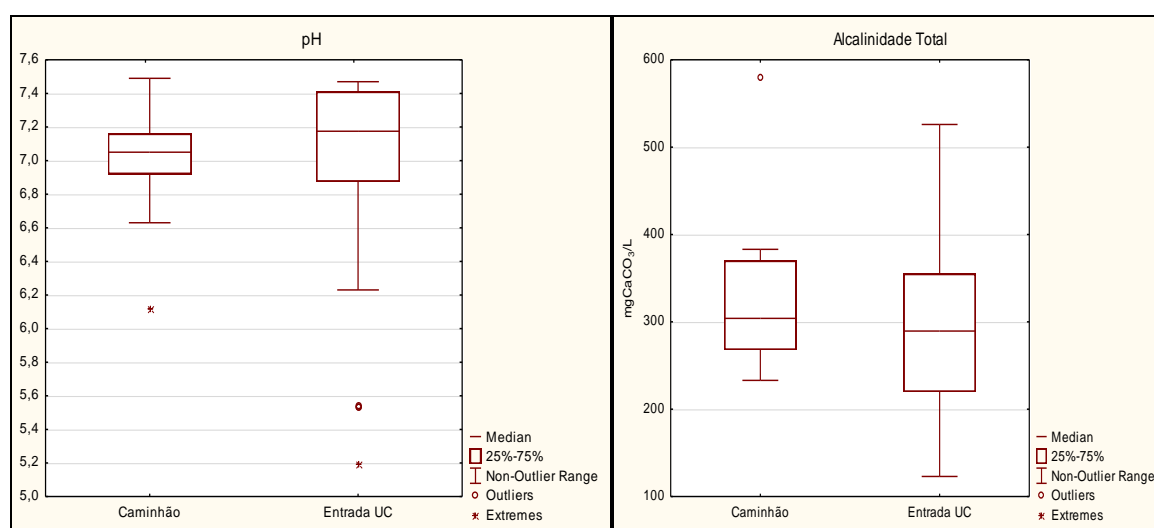 pH
7,6
7,4
7,2
7,0
6,8
6,6
6,4
6,2
6,0
5,8
5,6
5,4
5,2
5,0
Caminhão Entrada UC
Median
25%-75%
Non-Outlier Range
Outliers
Extremes
Alcalinidade Total
mgCaCO₃/L
600
500
400
300
200
100
Caminhão Entrada UC
Median
25%-75%
Non-Outlier Range
Outliers
Extremes